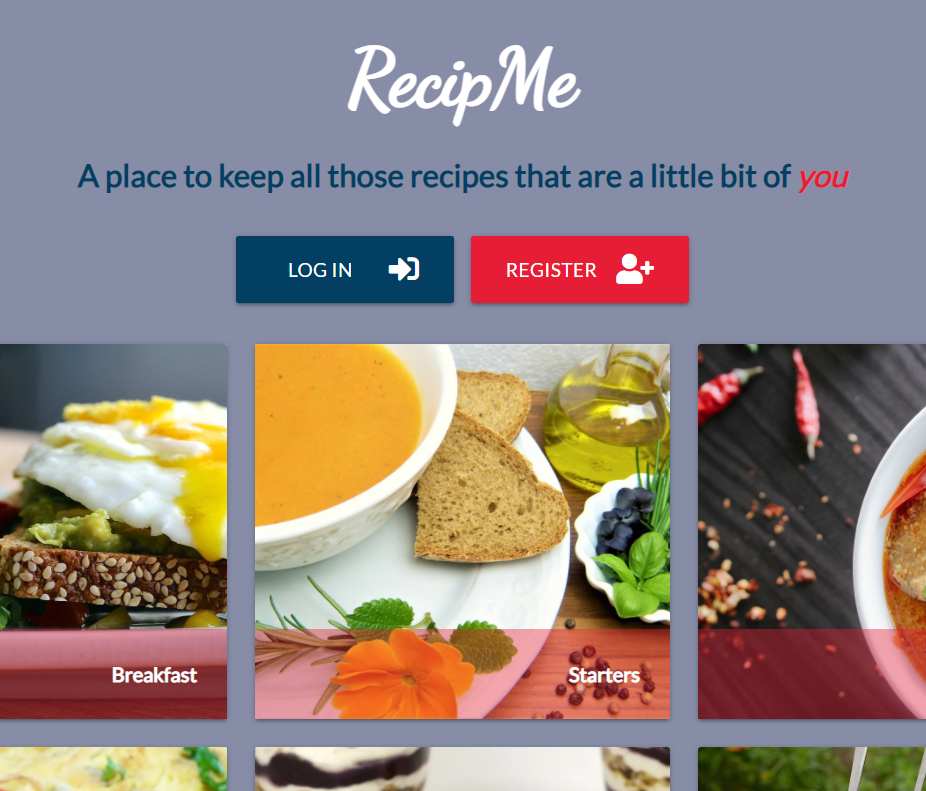 RecipMe
A place to keep all those recipes that are a little bit of you
LOG IN
REGISTER
Breakfast
Starters